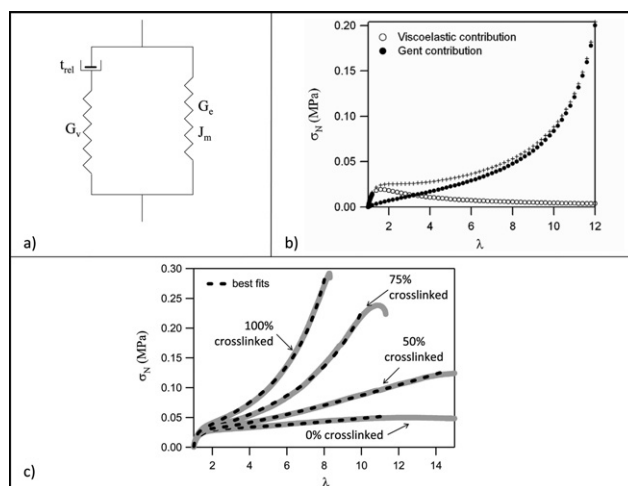 t_rel
G_v
G_e
J_m
a)
0.20
0.15
0.10
0.05
0.00
σ_N (MPa)
○ Viscoelastic contribution
● Gent contribution
2 4 6 8 10 12
λ
b)
0.30
0.25
0.20
0.15
0.10
0.05
0.00
σ_N (MPa)
best fits
75%
crosslinked
100%
crosslinked
50%
crosslinked
0% crosslinked
2 4 6 8 10 12 14
λ
c)